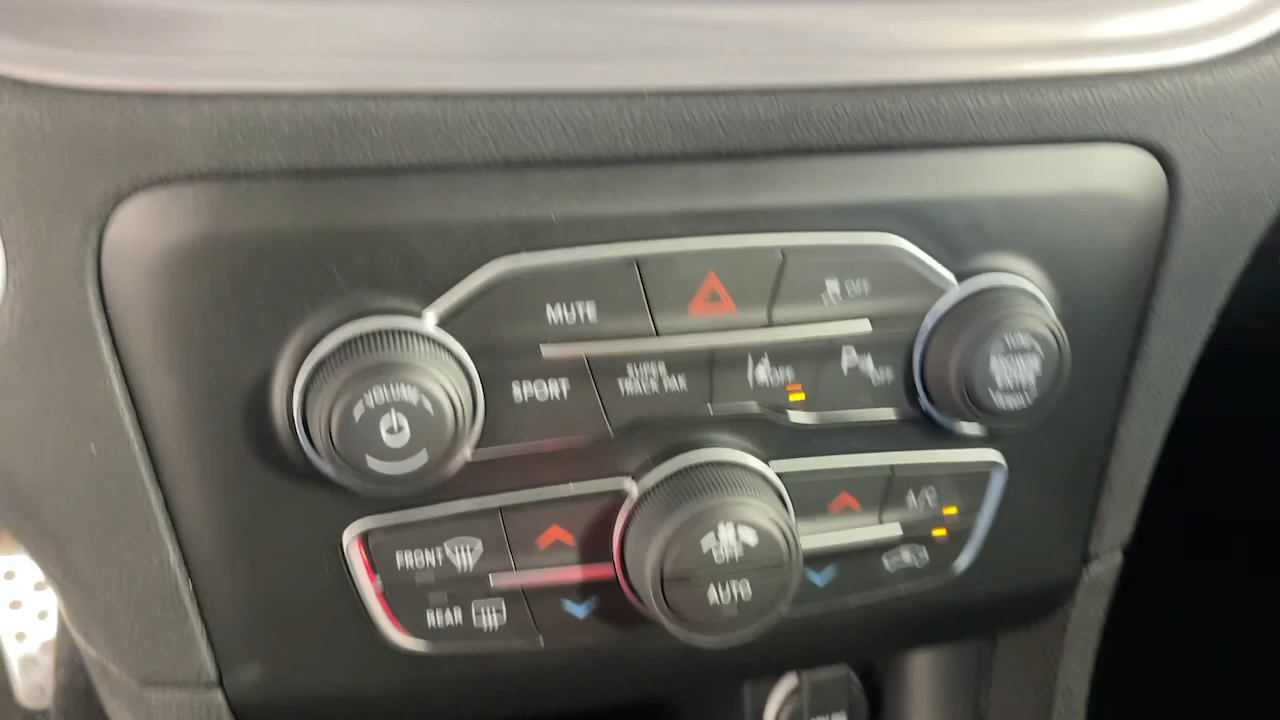 MUTE
OFF
VOLUME
SPORT
SUPER
TRACK PAK
OFF
P OFF
FRONT
REAR
OFF
AUTO
A/C